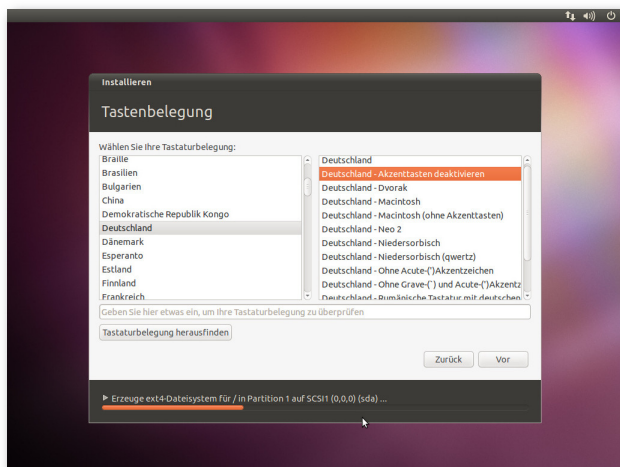 Installieren
Tastenbelegung
Wählen Sie Ihre Tastaturbelegung:
Braille
Brasilien
Bulgarien
China
Demokratische Republik Kongo
Deutschland
Dänemark
Esperanto
Estland
Finnland
Frankreich
Deutschland
Deutschland - Akzenttasten deaktivieren
Deutschland - Dvorak
Deutschland - Macintosh
Deutschland - Macintosh (ohne Akzenttasten)
Deutschland - Neo 2
Deutschland - Niedersorbisch
Deutschland - Niedersorbisch (qwertz)
Deutschland - Ohne Acute-(')Akzentzeichen
Deutschland - Ohne Grave-(`) und Acute-(')Akzentz
Deutschland - Rumänische Tastatur mit deutschen
Geben Sie hier etwas ein, um Ihre Tastaturbelegung zu überprüfen
Tastaturbelegung herausfinden
Zurück
Vor
Erzeuge ext4-Dateisystem für / in Partition 1 auf SCSI1 (0,0,0) (sda) ...